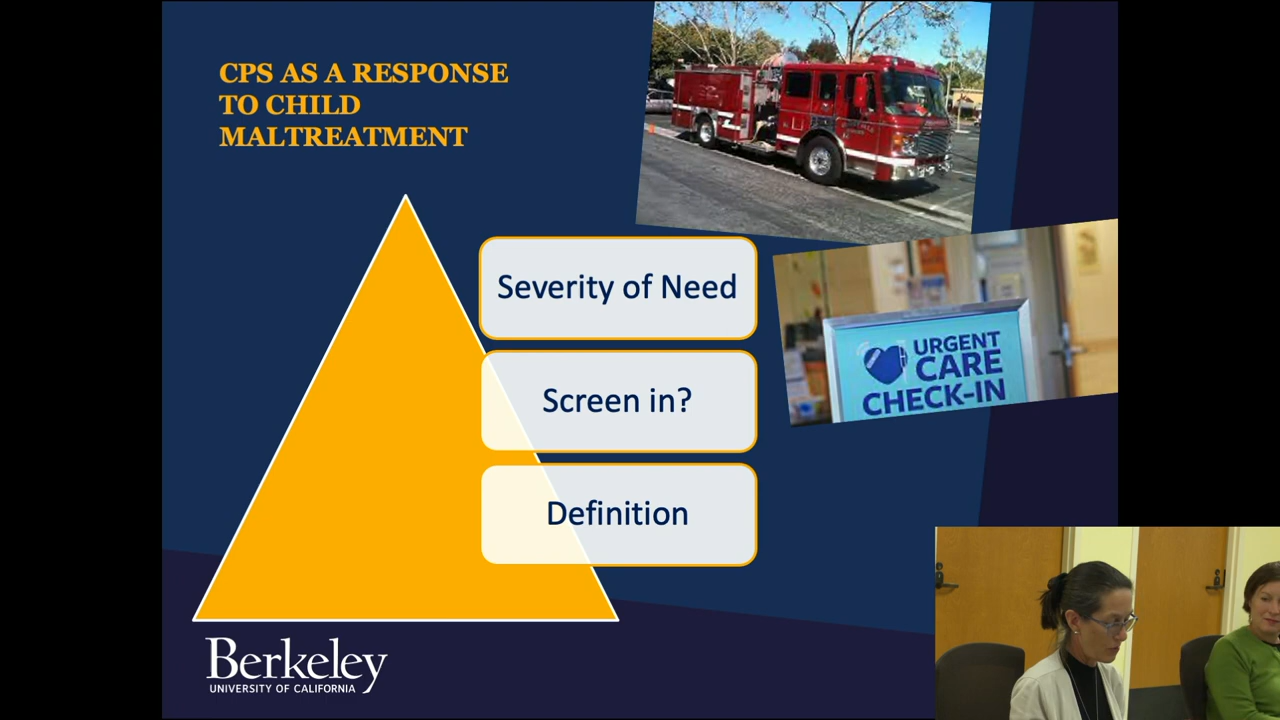 CPS AS A RESPONSE
TO CHILD
MALTREATMENT
Severity of Need
Screen in?
Definition
URGENT
CARE
CHECK-IN
Berkeley
UNIVERSITY OF CALIFORNIA